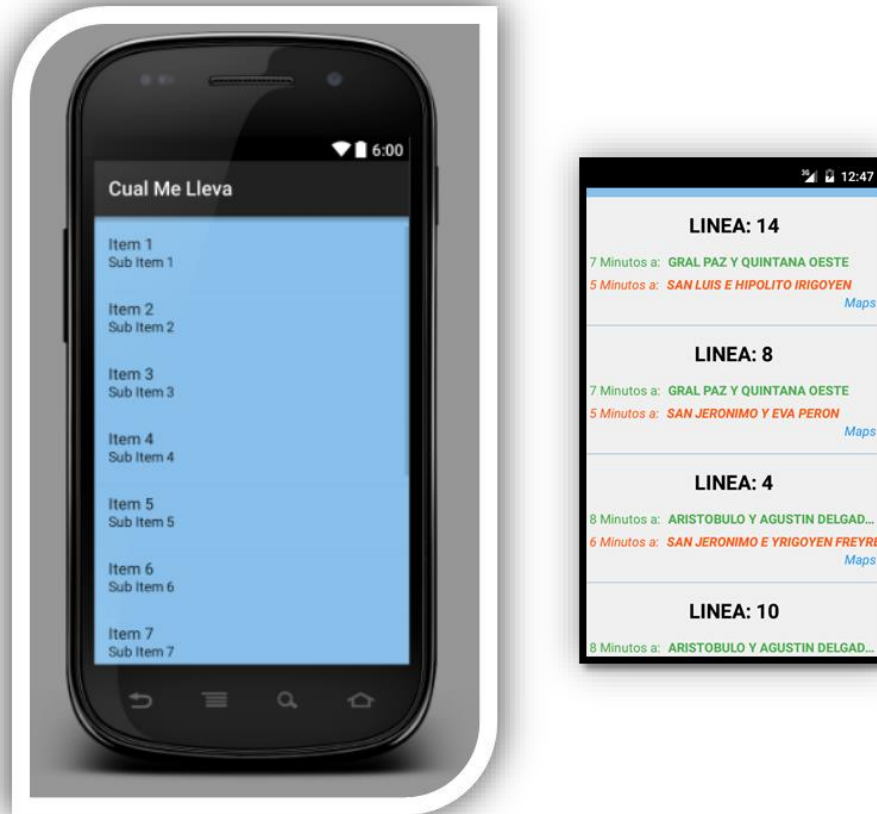 6:00
Cual Me Lleva
Item 1
Sub Item 1
Item 2
Sub Item 2
Item 3
Sub Item 3
Item 4
Sub Item 4
Item 5
Sub Item 5
Item 6
Sub Item 6
Item 7
Sub Item 7
3G 12:47
LINEA: 14
7 Minutos a: GRAL PAZ Y QUINTANA OESTE
5 Minutos a: SAN LUIS E HIPOLITO IRIGOYEN
Maps
LINEA: 8
7 Minutos a: GRAL PAZ Y QUINTANA OESTE
5 Minutos a: SAN JERONIMO Y EVA PERON
Maps
LINEA: 4
8 Minutos a: ARISTOBULO Y AGUSTIN DELGAD...
6 Minutos a: SAN JERONIMO E YRIGOYEN FREYRE
Maps
LINEA: 10
8 Minutos a: ARISTOBULO Y AGUSTIN DELGAD...